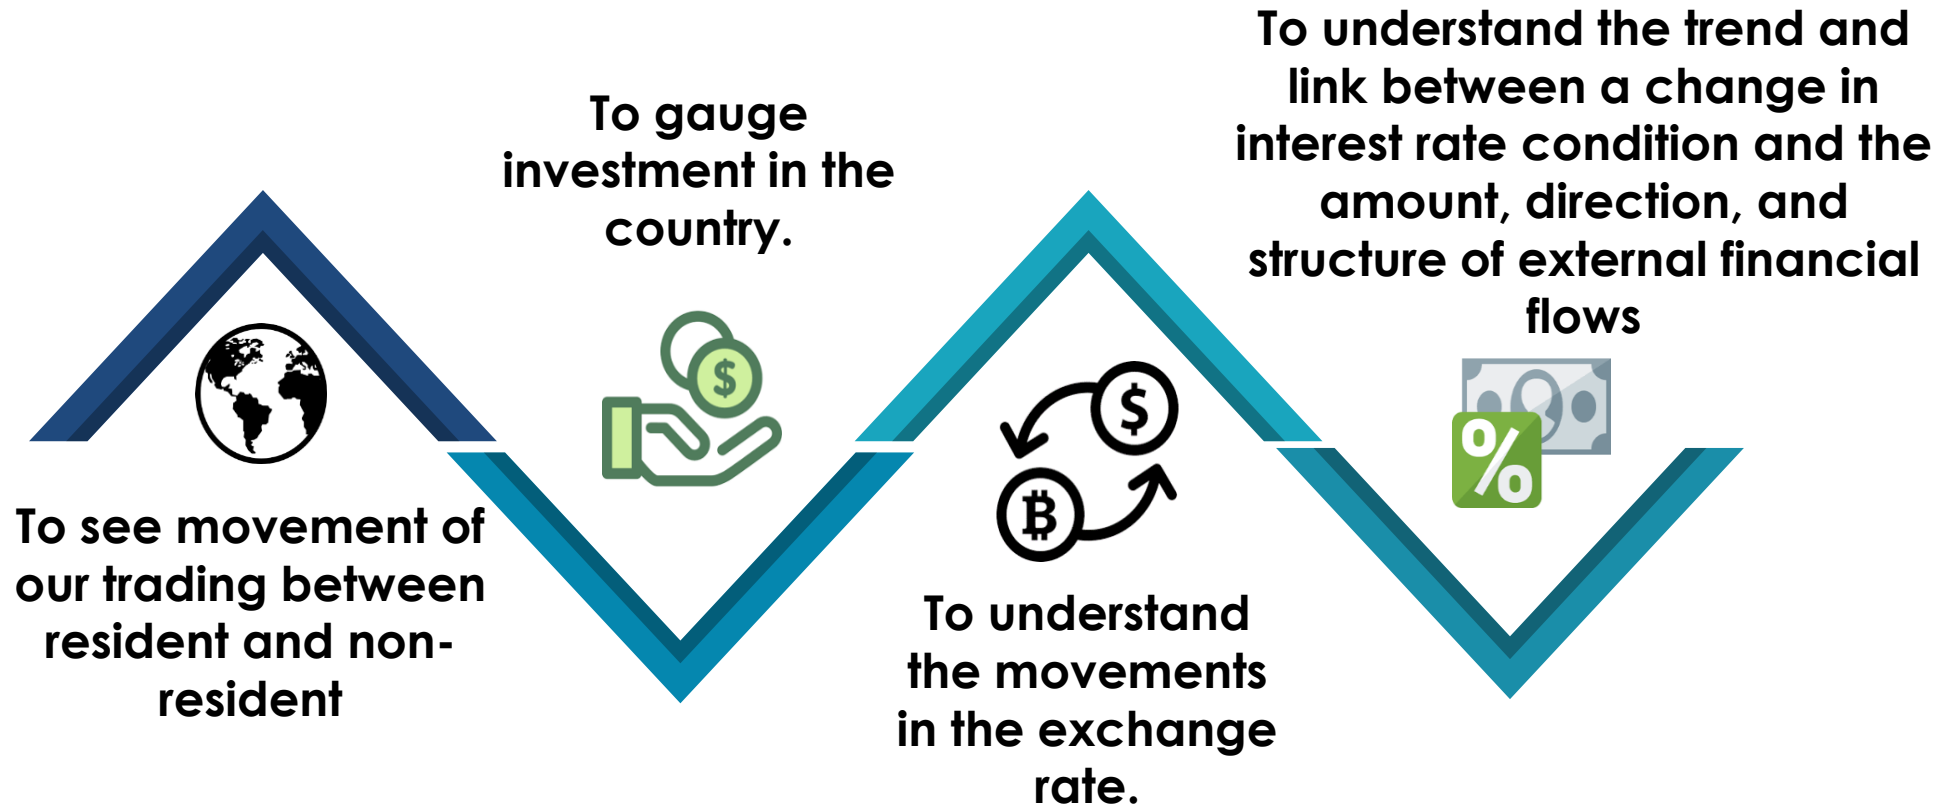 To see movement of
our trading between
resident and non-
resident
To gauge
investment in the
country.
$
To understand
the movements
in the exchange
rate.
$
₿
To understand the trend and
link between a change in
interest rate condition and the
amount, direction, and
structure of external financial
flows
%